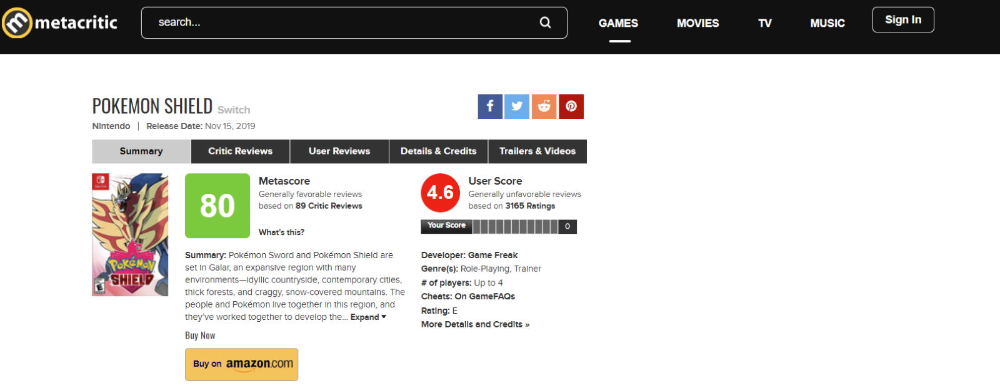 metacritic
search...
GAMES
MOVIES
TV
MUSIC
Sign In
POKEMON SHIELD Switch
Nintendo | Release Date: Nov 15, 2019
Summary
Critic Reviews
User Reviews
Details & Credits
Trailers & Videos
Pokémon
SHIELD
E
80
Metascore
Generally favorable reviews
based on 89 Critic Reviews
What's this?
Summary: Pokémon Sword and Pokémon Shield are
set in Galar, an expansive region with many
environments—idyllic countryside, contemporary cities,
thick forests, and craggy, snow-covered mountains. The
people and Pokémon live together in this region, and
they’ve worked together to develop the... Expand
Buy Now
Buy on amazon.com
4.6
User Score
Generally unfavorable reviews
based on 3165 Ratings
Your Score 0
Developer: Game Freak
Genre(s): Role-Playing, Trainer
# of players: Up to 4
Cheats: On GameFAQs
Rating: E
More Details and Credits »